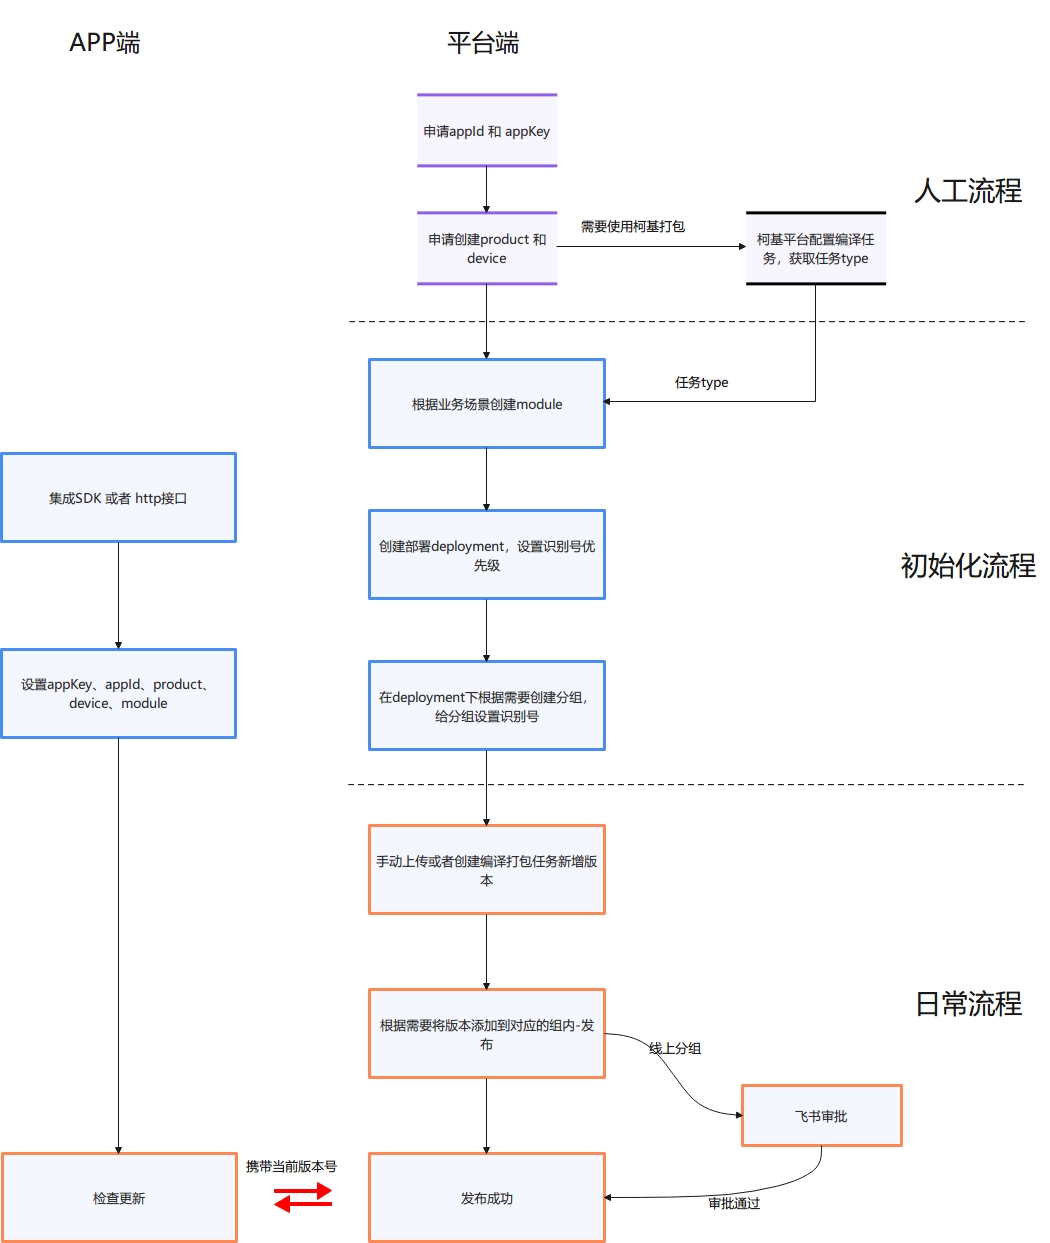 APP端
平台端
申请appId 和 appKey
人工流程
申请创建product 和
device
需要使用柯基打包
柯基平台配置编译任
务，获取任务type
根据业务场景创建module
任务type
集成SDK 或者 http接口
创建部署deployment，设置识别号优
先级
初始化流程
设置appKey、appId、product、
device、module
在deployment下根据需要创建分组，
给分组设置识别号
手动上传或者创建编译打包任务新增版
本
日常流程
根据需要将版本添加到对应的组内-发
布
线上分组
飞书审批
检查更新
携带当前版本号
发布成功
审批通过